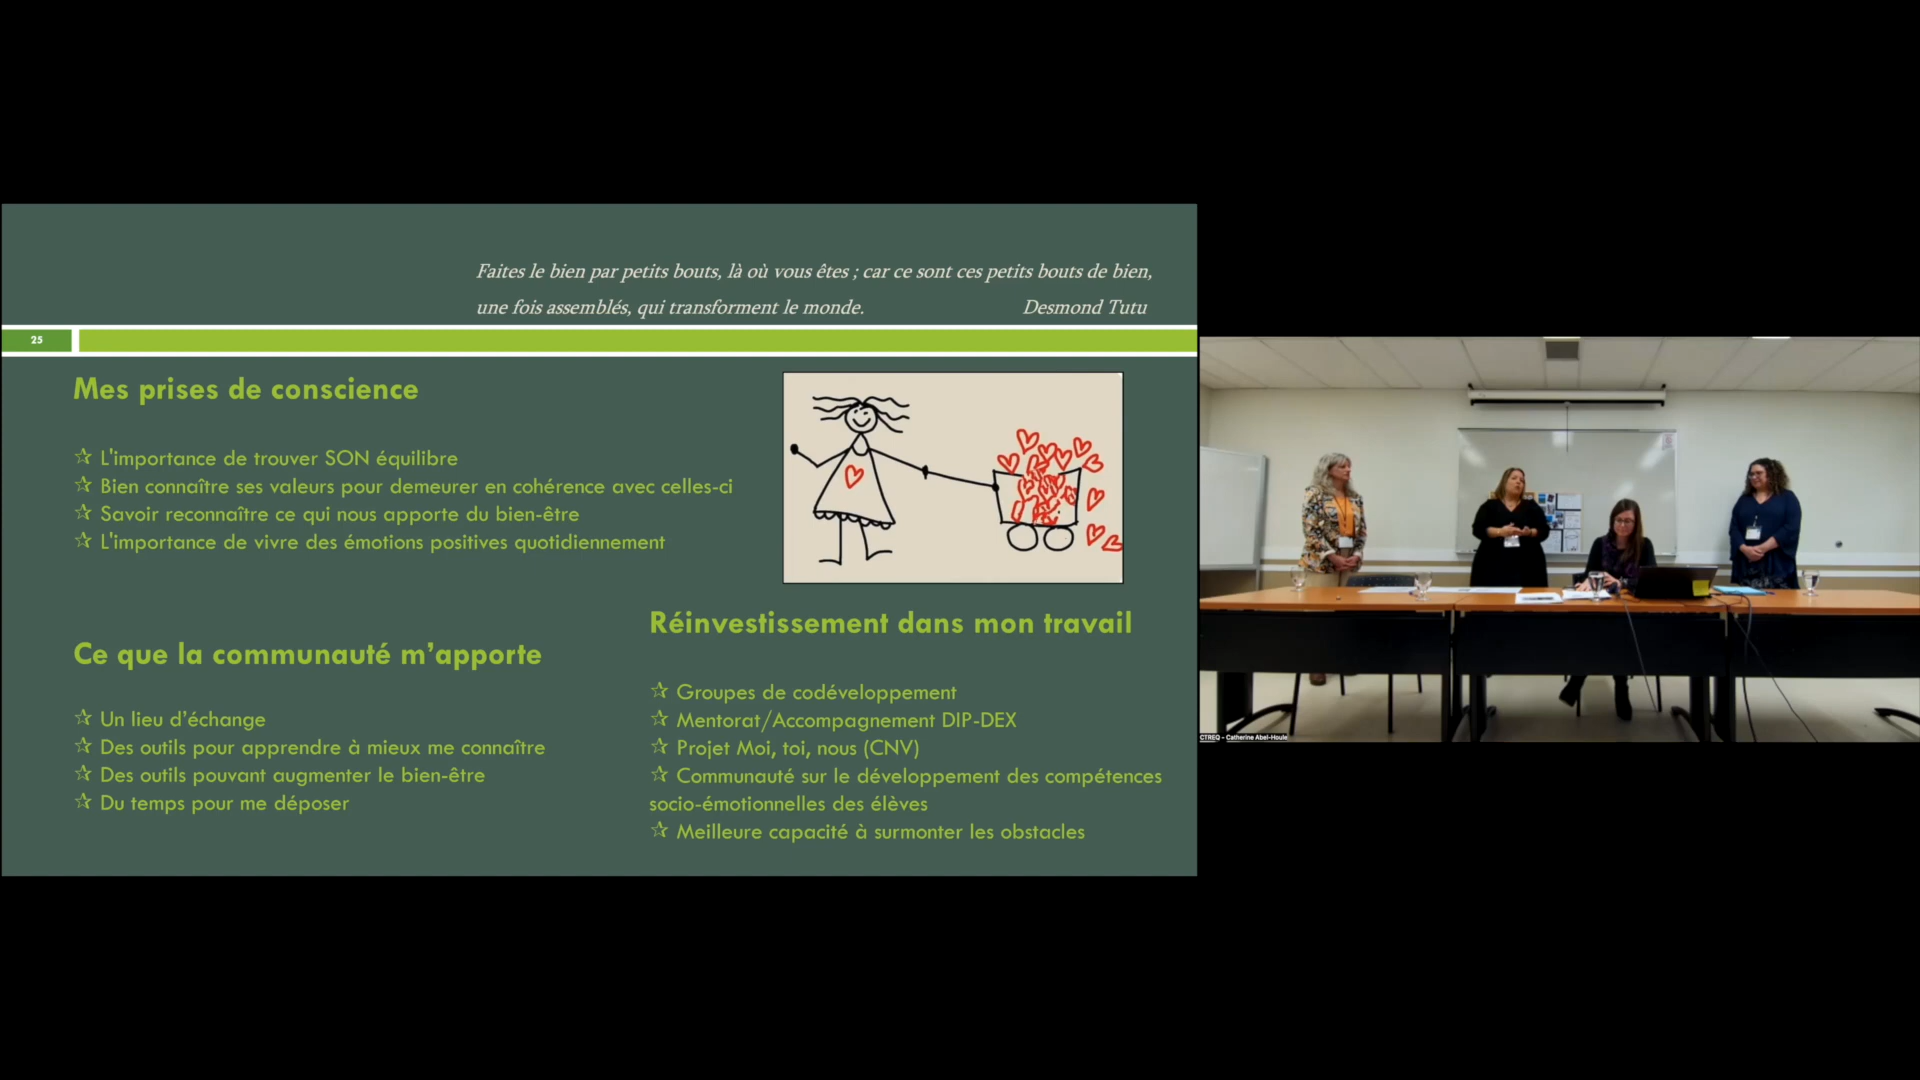 Faites le bien par petits bouts, là où vous êtes ; car ce sont ces petits bouts de bien,
une fois assemblés, qui transforment le monde. Desmond Tutu
25
Mes prises de conscience
☆ L'importance de trouver SON équilibre
☆ Bien connaître ses valeurs pour demeurer en cohérence avec celles-ci
☆ Savoir reconnaître ce qui nous apporte du bien-être
☆ L'importance de vivre des émotions positives quotidiennement
Ce que la communauté m’apporte
☆ Un lieu d’échange
☆ Des outils pour apprendre à mieux me connaître
☆ Des outils pouvant augmenter le bien-être
☆ Du temps pour me déposer
Réinvestissement dans mon travail
☆ Groupes de codéveloppement
☆ Mentorat/Accompagnement DIP-DEX
☆ Projet Moi, toi, nous (CNV)
☆ Communauté sur le développement des compétences
socio-émotionnelles des élèves
☆ Meilleure capacité à surmonter les obstacles
CTREQ - Catherine Abel-Houle